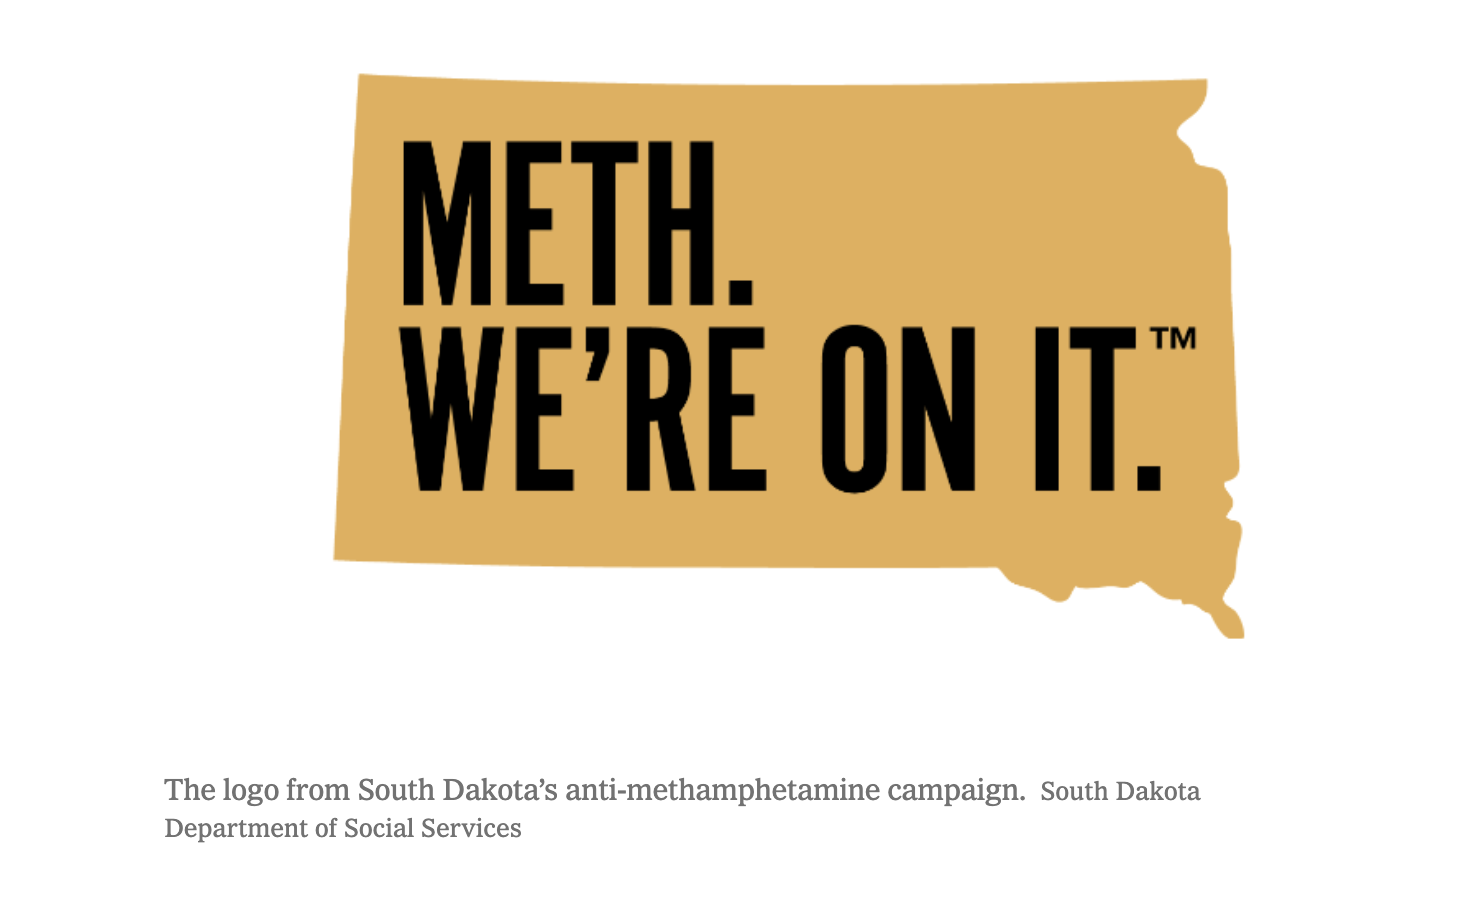 METH.
WE’RE ON IT.™
The logo from South Dakota’s anti-methamphetamine campaign. South Dakota
Department of Social Services